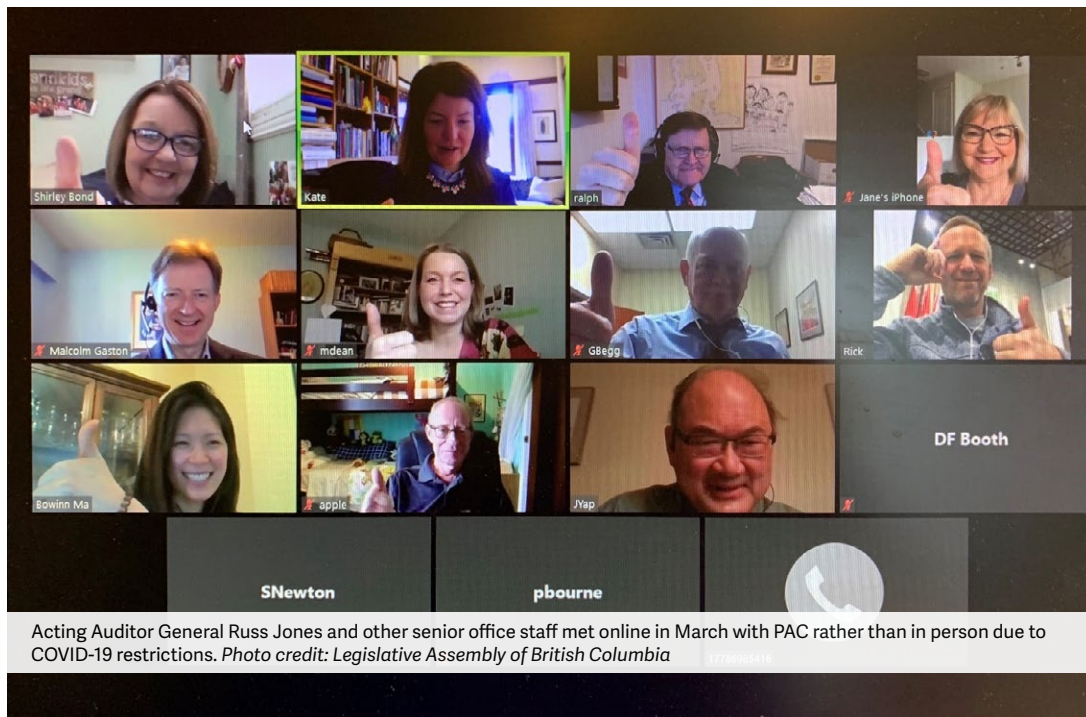 Shirley Bond
Kate
ralph
Jane's iPhone
Malcolm Gaston
mdean
GBegg
Rick
Bowinn Ma
apple
JYap
DF Booth
SNewton
pbourne
Acting Auditor General Russ Jones and other senior office staff met online in March with PAC rather than in person due to
COVID-19 restrictions. Photo credit: Legislative Assembly of British Columbia